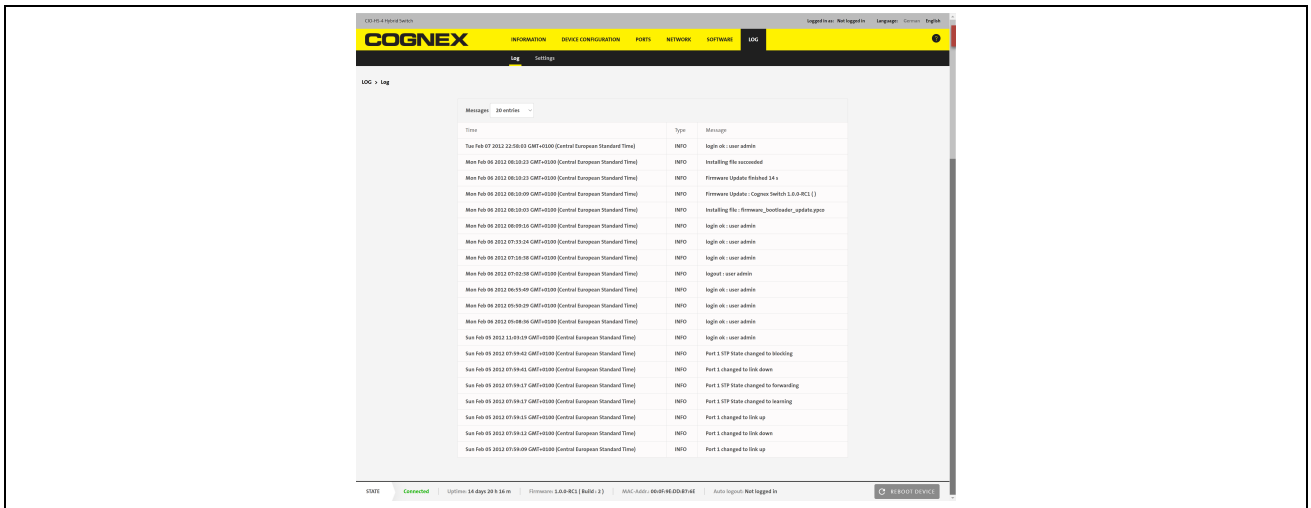 CIO-HS-4 Hybrid Switch Logged in as: Not logged in Language: German English
COGNEX INFORMATION DEVICE CONFIGURATION PORTS NETWORK SOFTWARE LOG ?
Log Settings
LOG > Log
Messages 20 entries
Time Type Message
Tue Feb 07 2012 22:58:03 GMT+0100 (Central European Standard Time) INFO login ok : user admin
Mon Feb 06 2012 08:10:23 GMT+0100 (Central European Standard Time) INFO Installing file succeeded
Mon Feb 06 2012 08:10:23 GMT+0100 (Central European Standard Time) INFO Firmware Update finished 14 s
Mon Feb 06 2012 08:10:09 GMT+0100 (Central European Standard Time) INFO Firmware Update : Cognex Switch 1.0.0-RC1 ( )
Mon Feb 06 2012 08:10:03 GMT+0100 (Central European Standard Time) INFO Installing file : firmware_bootloader_update.ypco
Mon Feb 06 2012 08:09:16 GMT+0100 (Central European Standard Time) INFO login ok : user admin
Mon Feb 06 2012 07:33:24 GMT+0100 (Central European Standard Time) INFO login ok : user admin
Mon Feb 06 2012 07:16:38 GMT+0100 (Central European Standard Time) INFO login ok : user admin
Mon Feb 06 2012 07:02:38 GMT+0100 (Central European Standard Time) INFO logout : user admin
Mon Feb 06 2012 06:55:49 GMT+0100 (Central European Standard Time) INFO login ok : user admin
Mon Feb 06 2012 05:50:29 GMT+0100 (Central European Standard Time) INFO login ok : user admin
Mon Feb 06 2012 05:08:36 GMT+0100 (Central European Standard Time) INFO login ok : user admin
Sun Feb 05 2012 11:03:19 GMT+0100 (Central European Standard Time) INFO login ok : user admin
Sun Feb 05 2012 07:59:42 GMT+0100 (Central European Standard Time) INFO Port 1 STP State changed to blocking
Sun Feb 05 2012 07:59:41 GMT+0100 (Central European Standard Time) INFO Port 1 changed to link down
Sun Feb 05 2012 07:59:17 GMT+0100 (Central European Standard Time) INFO Port 1 STP State changed to forwarding
Sun Feb 05 2012 07:59:17 GMT+0100 (Central European Standard Time) INFO Port 1 STP State changed to learning
Sun Feb 05 2012 07:59:15 GMT+0100 (Central European Standard Time) INFO Port 1 changed to link up
Sun Feb 05 2012 07:59:12 GMT+0100 (Central European Standard Time) INFO Port 1 changed to link down
Sun Feb 05 2012 07:59:09 GMT+0100 (Central European Standard Time) INFO Port 1 changed to link up
STATE Connected Uptime: 14 days 20 h 16 m Firmware: 1.0.0-RC1 ( Build : 2 ) MAC-Addr.: 00:0F:9E:DD:B7:6E Auto logout: Not logged in REBOOT DEVICE